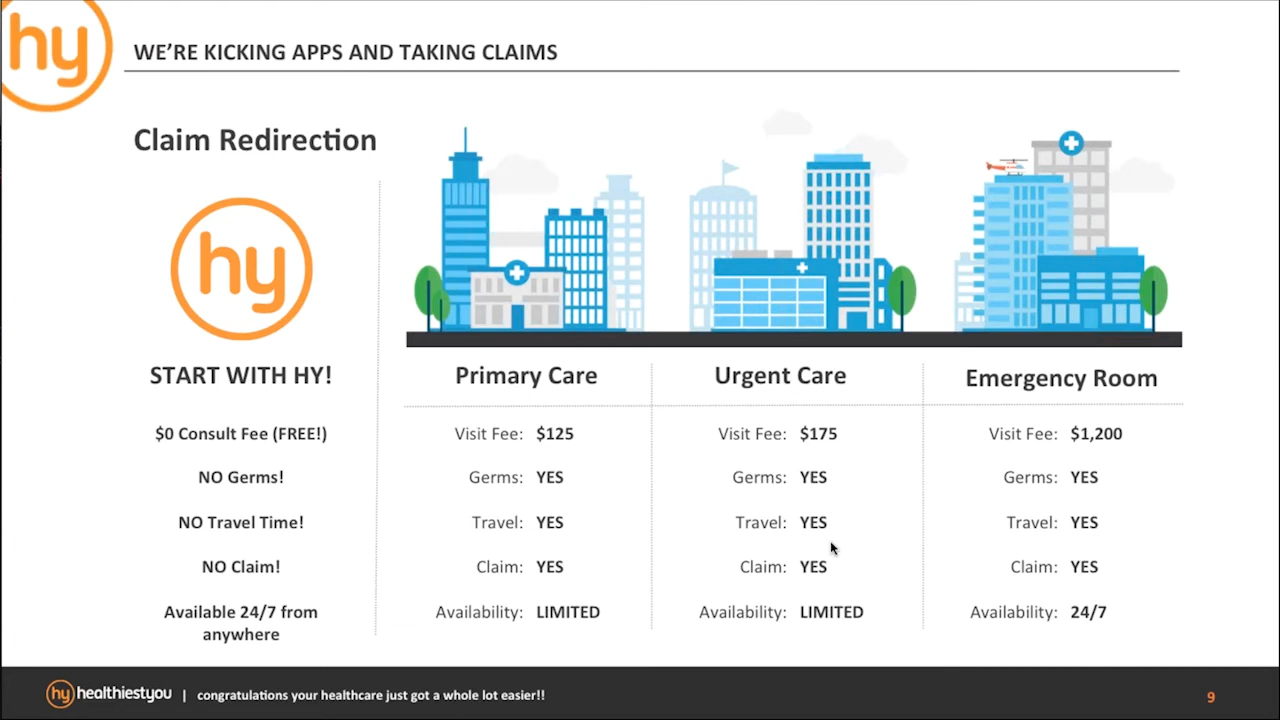 hy
WE'RE KICKING APPS AND TAKING CLAIMS
Claim Redirection
hy
START WITH HY!
$0 Consult Fee (FREE!)
NO Germs!
NO Travel Time!
NO Claim!
Available 24/7 from
anywhere
Primary Care
Visit Fee: $125
Germs: YES
Travel: YES
Claim: YES
Availability: LIMITED
Urgent Care
Visit Fee: $175
Germs: YES
Travel: YES
Claim: YES
Availability: LIMITED
Emergency Room
Visit Fee: $1,200
Germs: YES
Travel: YES
Claim: YES
Availability: 24/7
hy healthiestyou | congratulations your healthcare just got a whole lot easier!!
9